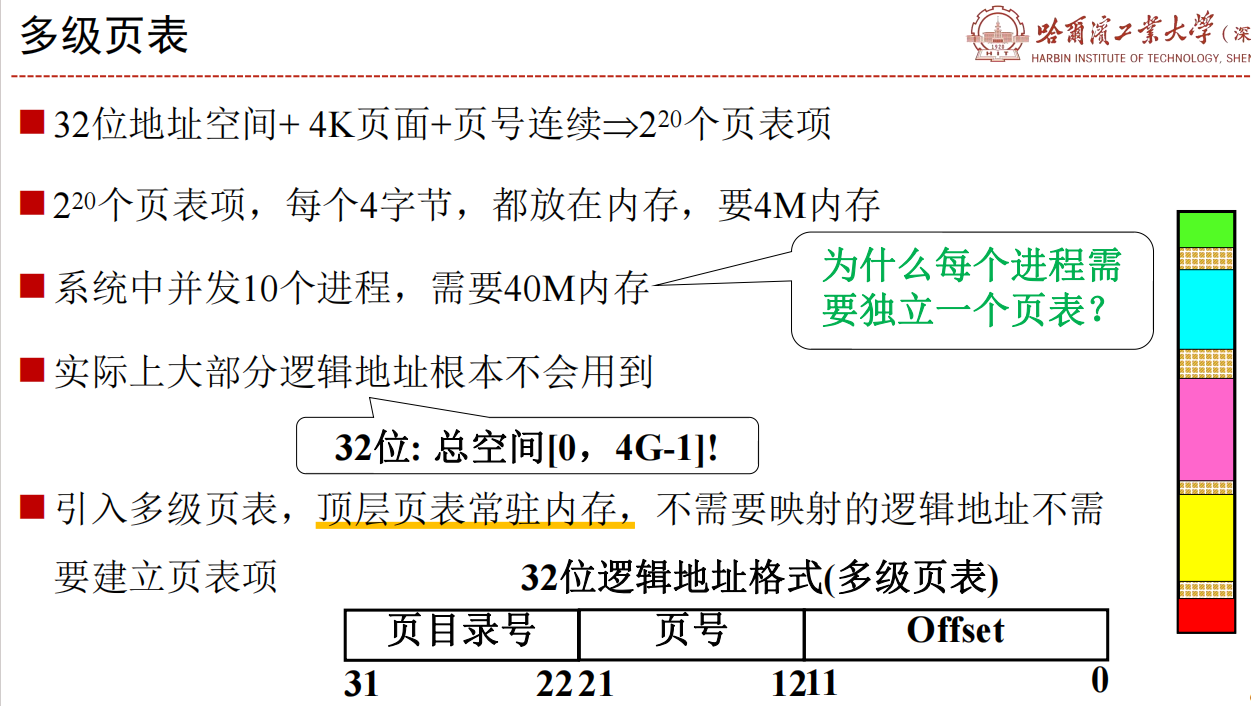 多级页表
哈爾濱工業大學(深
HARBIN INSTITUTE OF TECHNOLOGY, SHEN
1920
HIT
32位地址空间+ 4K页面+页号连续⇒2²⁰个页表项
2²⁰个页表项，每个4字节，都放在内存，要4M内存
为什么每个进程需
要独立一个页表？
系统中并发10个进程，需要40M内存
实际上大部分逻辑地址根本不会用到
32位: 总空间[0，4G-1]!
引入多级页表，顶层页表常驻内存，不需要映射的逻辑地址不需
要建立页表项
32位逻辑地址格式(多级页表)
页目录号 页号 Offset
31 22 21 12 11 0